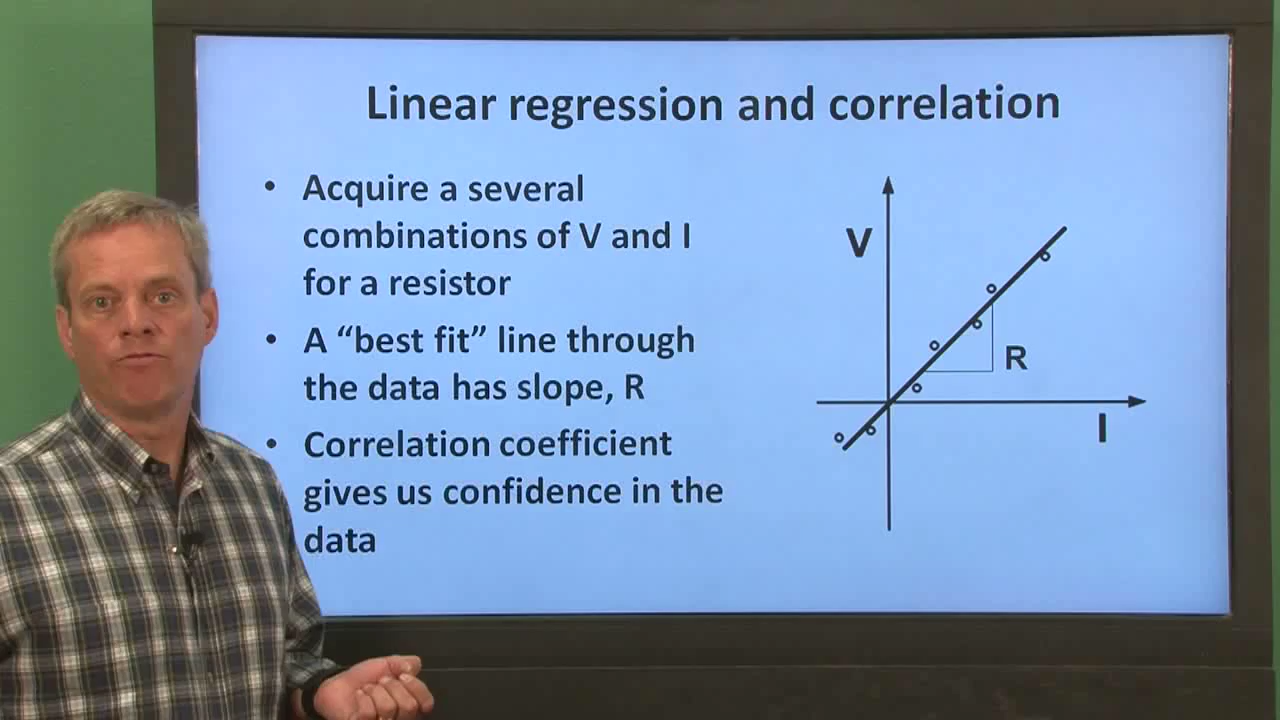 Linear regression and correlation
• Acquire a several
combinations of V and I
for a resistor
• A “best fit” line through
the data has slope, R
• Correlation coefficient
gives us confidence in the
data
V
R
I